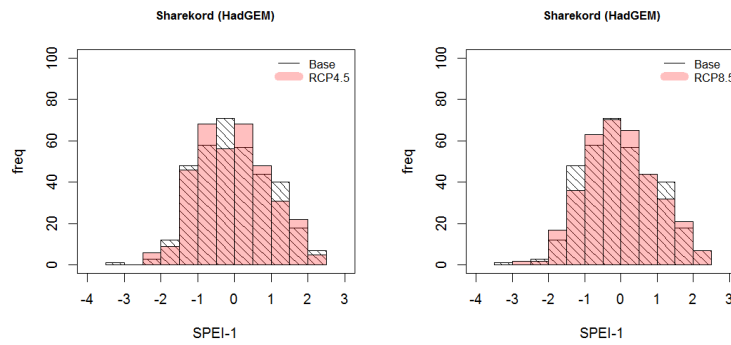 Sharekord (HadGEM)
Base
RCP4.5
freq
100
80
60
40
20
0
-4 -3 -2 -1 0 1 2 3
SPEI-1
Sharekord (HadGEM)
Base
RCP8.5
freq
100
80
60
40
20
0
-4 -3 -2 -1 0 1 2 3
SPEI-1